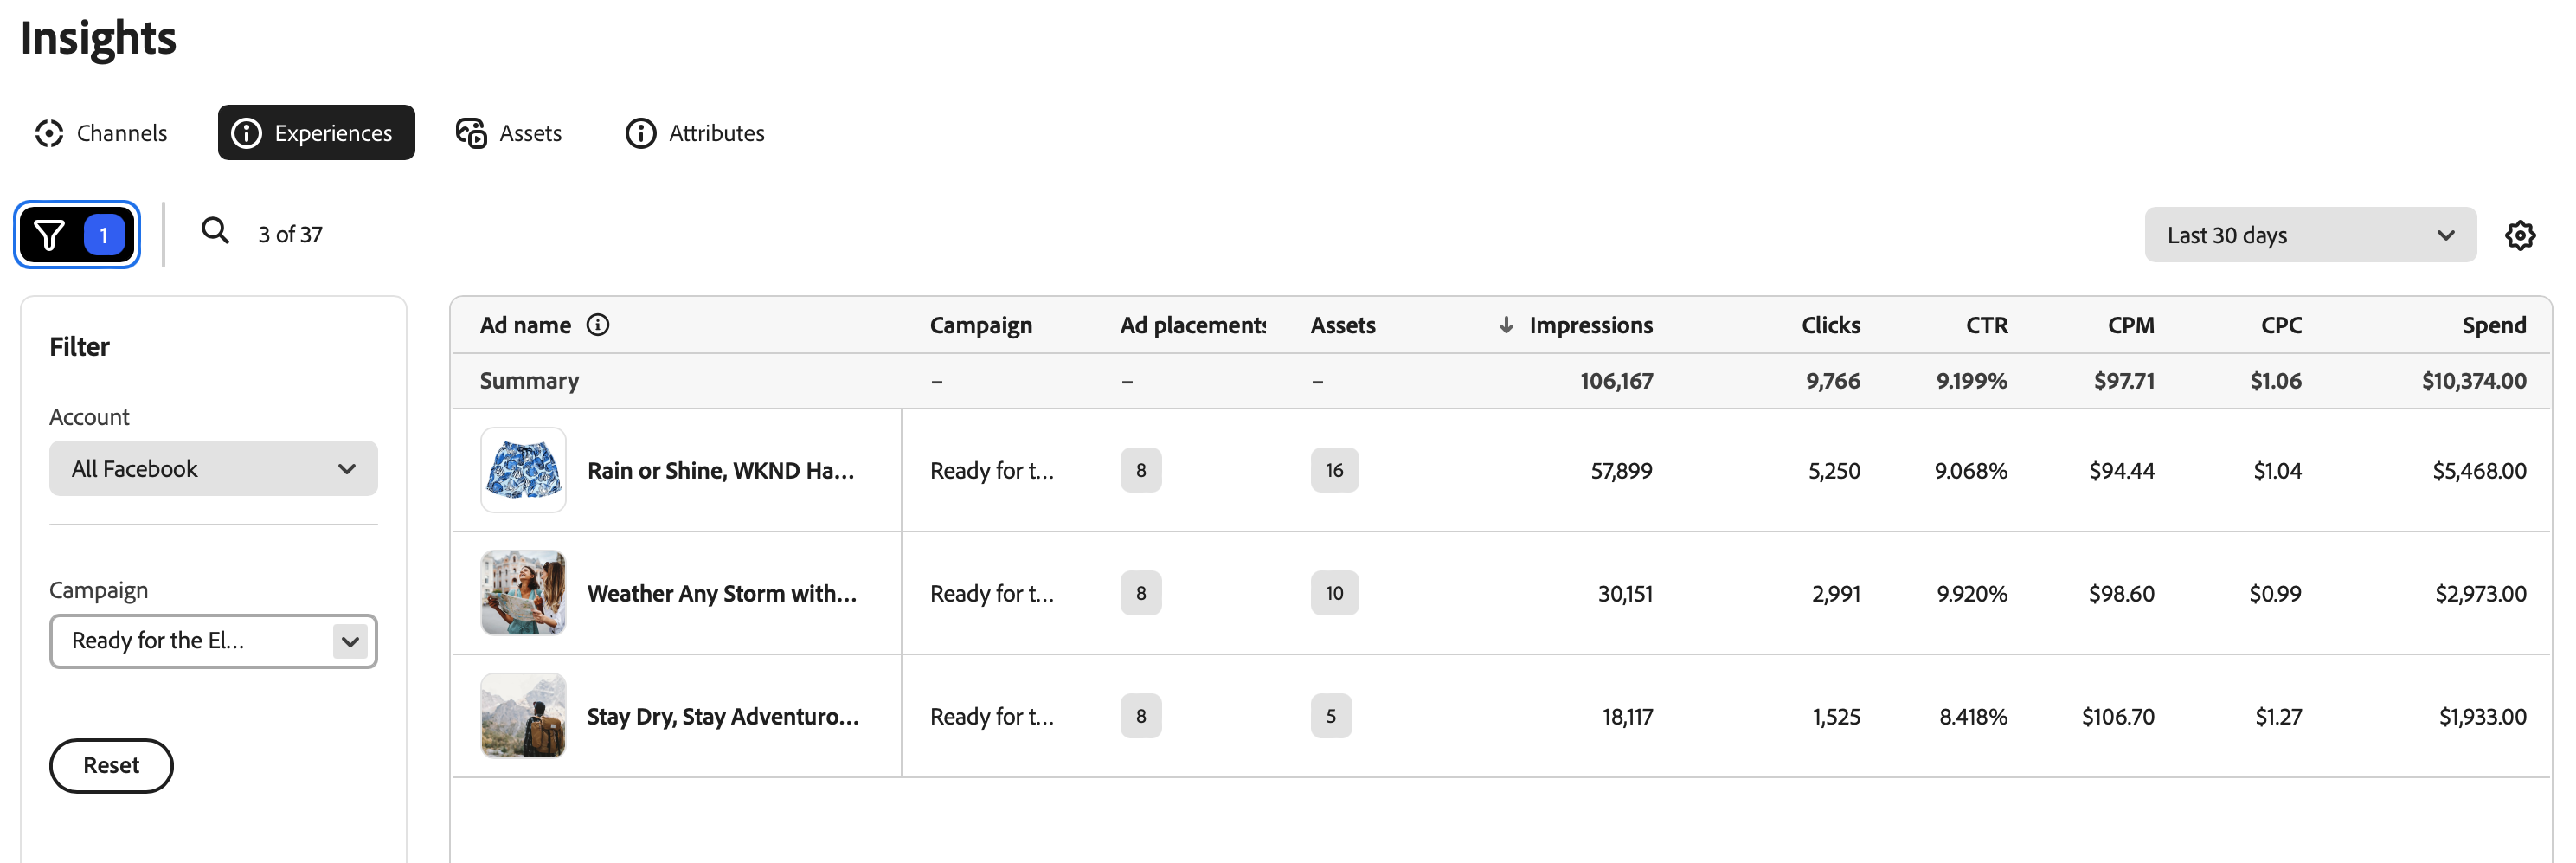 Insights
Channels Experiences Assets Attributes
1 3 of 37 Last 30 days
Filter
Account
All Facebook
Campaign
Ready for the El...
Reset
Ad name Campaign Ad placements Assets Impressions Clicks CTR CPM CPC Spend
Summary – – – 106,167 9,766 9.199% $97.71 $1.06 $10,374.00
Rain or Shine, WKND Ha... Ready for t... 8 16 57,899 5,250 9.068% $94.44 $1.04 $5,468.00
Weather Any Storm with... Ready for t... 8 10 30,151 2,991 9.920% $98.60 $0.99 $2,973.00
Stay Dry, Stay Adventuro... Ready for t... 8 5 18,117 1,525 8.418% $106.70 $1.27 $1,933.00